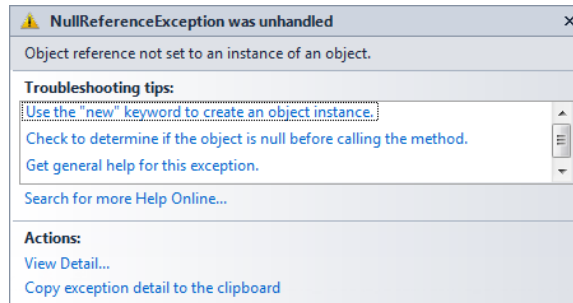 NullReferenceException was unhandled
Object reference not set to an instance of an object.
Troubleshooting tips:
Use the "new" keyword to create an object instance.
Check to determine if the object is null before calling the method.
Get general help for this exception.
Search for more Help Online...
Actions:
View Detail...
Copy exception detail to the clipboard